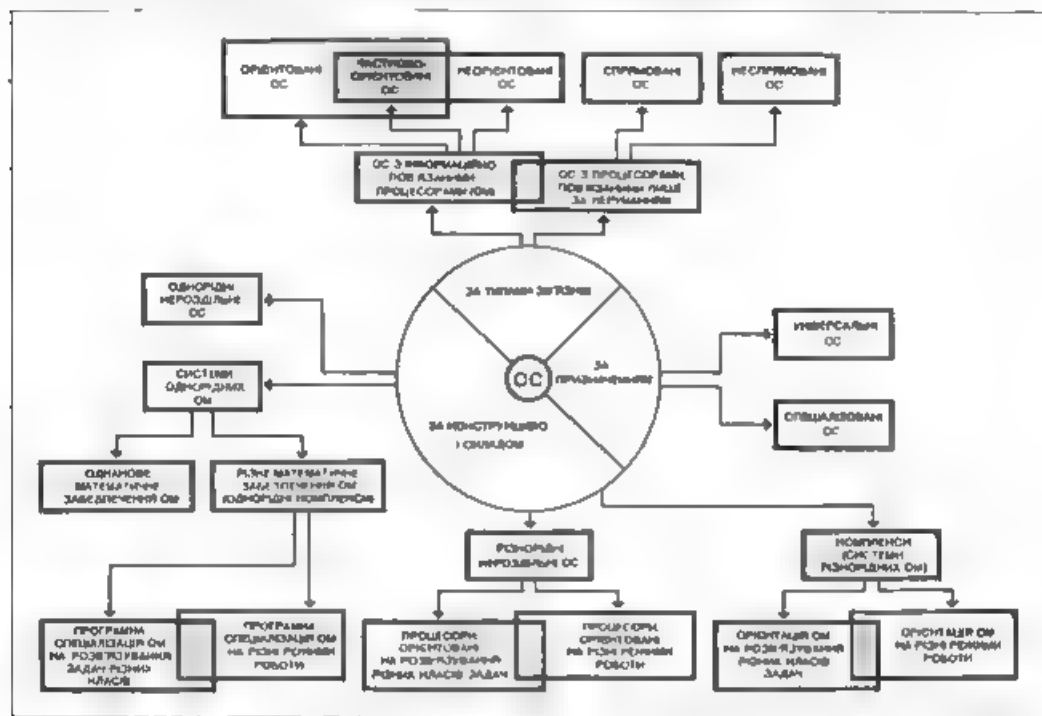 ОРІЄНТОВАНІ
ОС
ЧАСТКОВО-
ОРІЄНТОВАНІ
ОС
НЕОРІЄНТОВАНІ
ОС
СПРЯМОВАНІ
ОС
НЕСПРЯМОВАНІ
ОС
ОС З ІНФОРМАЦІЙНО
ПОВ'ЯЗАНИМИ
ПРОЦЕСОРАМИ (ОМ)
ОС З ПРОЦЕСОРАМИ,
ПОВ'ЯЗАНИМИ ЛИШЕ
ЗА КЕРУВАННЯМ
ЗА ТИПАМИ ЗВ'ЯЗКІВ
ОДНОРІДНІ
НЕРОЗДІЛЬНІ
ОС
УНІВЕРСАЛЬНІ
ОС
СИСТЕМИ
ОДНОРІДНИХ
ОМ
ОС
ЗА
ПРИЗНАЧЕННЯМ
ЗА КОНСТРУКЦІЄЮ
І СКЛАДОМ
СПЕЦІАЛІЗОВАНІ
ОС
ОДНАКОВЕ
МАТЕМАТИЧНЕ
ЗАБЕЗПЕЧЕННЯ ОМ
РІЗНЕ МАТЕМАТИЧНЕ
ЗАБЕЗПЕЧЕННЯ ОМ
(ОДНОРІДНІ КОМПЛЕКСИ)
РІЗНОРІДНІ
НЕРОЗДІЛЬНІ ОС
КОМПЛЕКСИ
(СИСТЕМИ
РІЗНОРІДНИХ ОМ)
ПРОГРАМНА
СПЕЦІАЛІЗАЦІЯ ОМ
НА РОЗВ'ЯЗУВАННЯ
ЗАДАЧ РІЗНИХ
КЛАСІВ
ПРОГРАМНА
СПЕЦІАЛІЗАЦІЯ ОМ
НА РІЗНІ РЕЖИМИ
РОБОТИ
ПРОЦЕСОРИ,
ОРІЄНТОВАНІ
НА РОЗВ'ЯЗУВАННЯ
РІЗНИХ КЛАСІВ ЗАДАЧ
ПРОЦЕСОРИ,
ОРІЄНТОВАНІ
НА РІЗНІ РЕЖИМИ
РОБОТИ
ОРІЄНТАЦІЯ ОМ
НА РОЗВ'ЯЗУВАННЯ
РІЗНИХ КЛАСІВ
ЗАДАЧ
ОРІЄНТАЦІЯ ОМ
НА РІЗНІ РЕЖИМИ
РОБОТИ